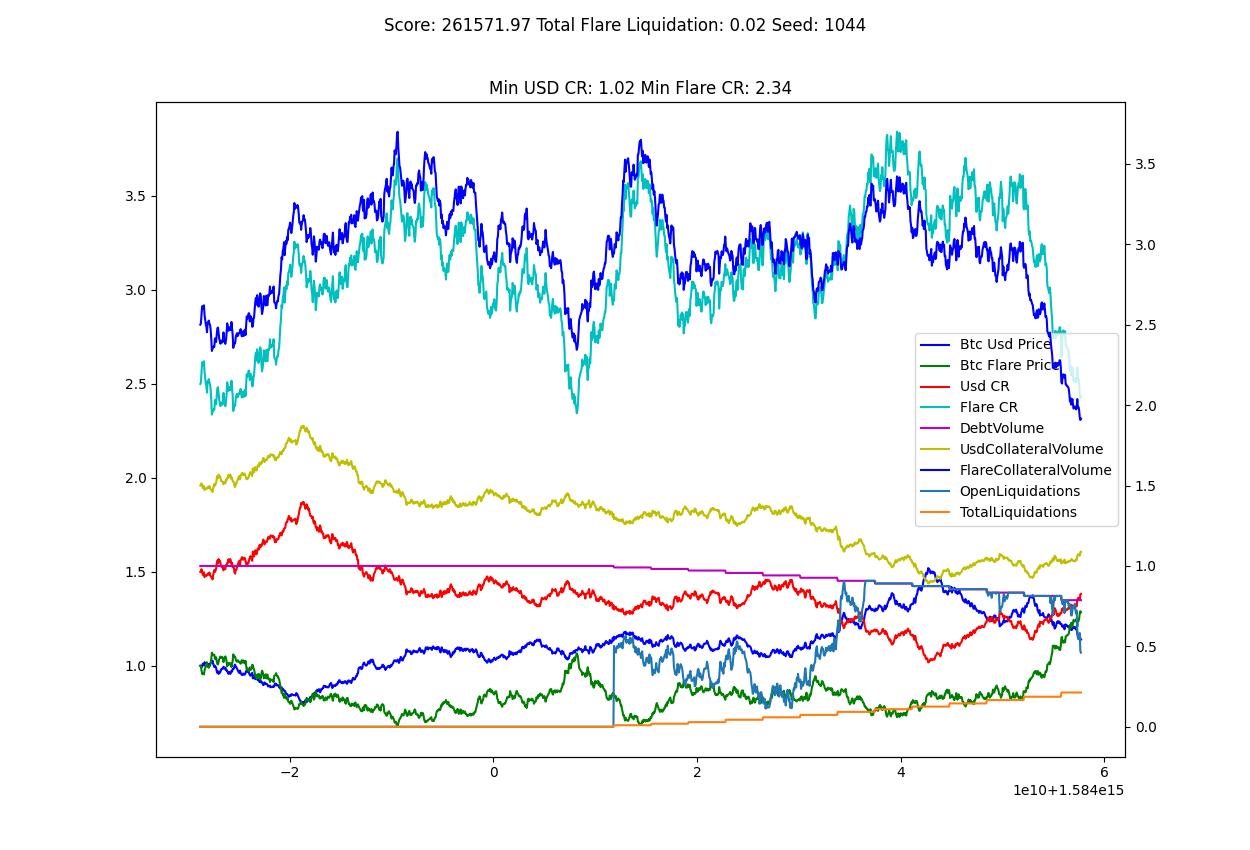 Score: 261571.97 Total Flare Liquidation: 0.02 Seed: 1044
Min USD CR: 1.02 Min Flare CR: 2.34
3.5
3.0
2.5
2.0
1.5
1.0
3.5
3.0
2.5
2.0
1.5
1.0
0.5
0.0
Btc Usd Price
Btc Flare Price
Usd CR
Flare CR
DebtVolume
UsdCollateralVolume
FlareCollateralVolume
OpenLiquidations
TotalLiquidations
−2
0
2
4
6
1e10+1.584e15